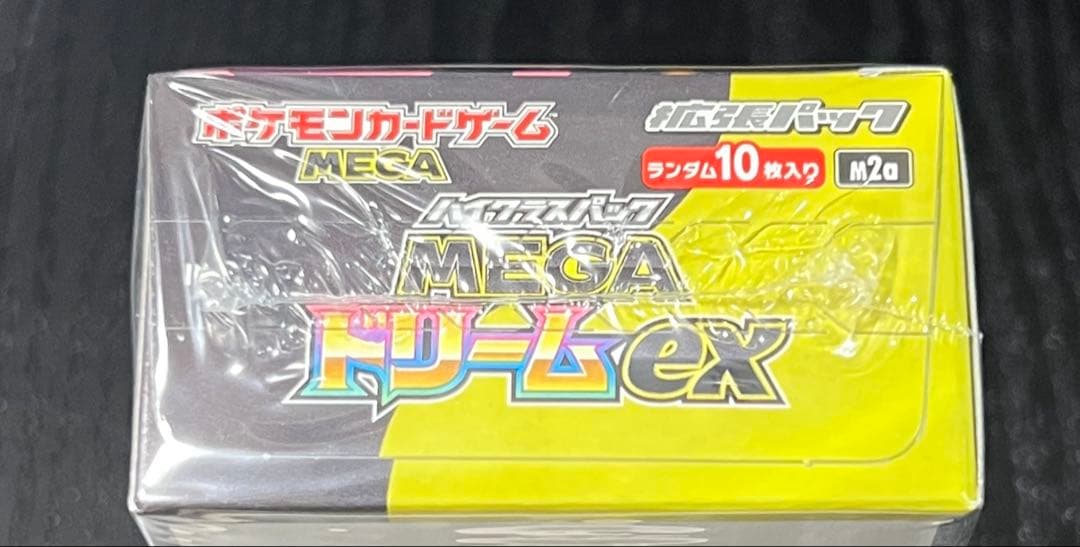 ポケモンカードゲーム
MEGA
拡張パック
ランダム10枚入り
M2a
ハイクラスパック
MEGA
ドリームex